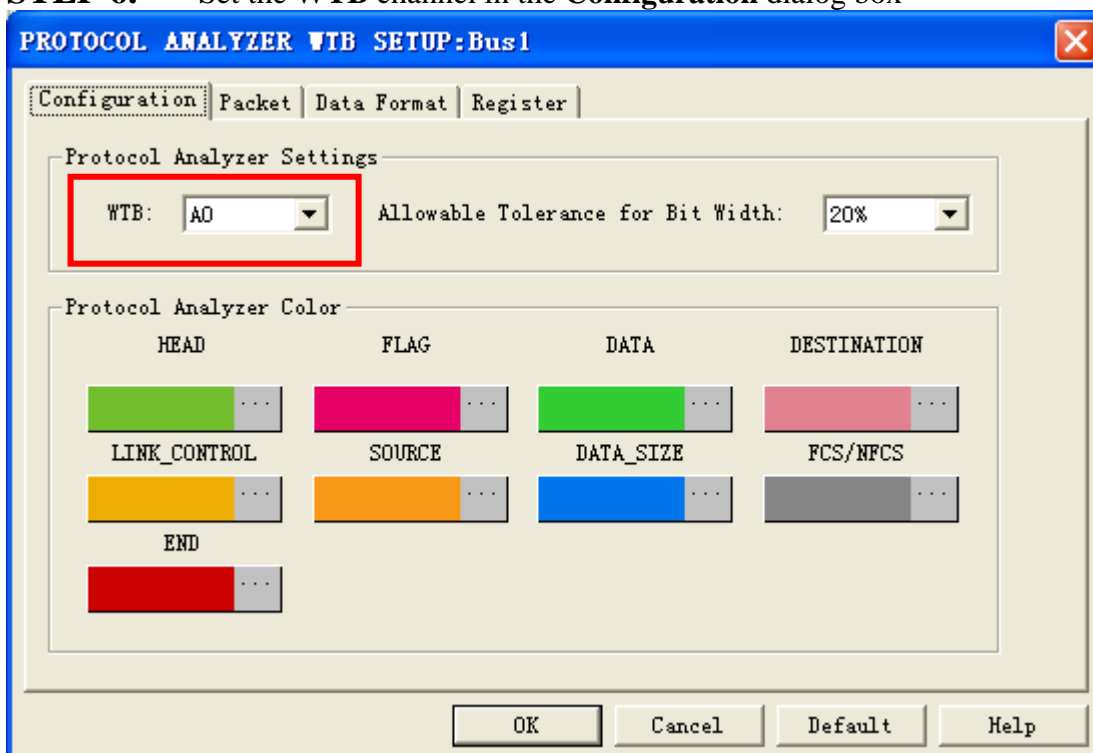 STEP 6. Set the WTB channel in the Configuration dialog box
PROTOCOL ANALYZER WTB SETUP:Bus1
Configuration Packet Data Format Register
Protocol Analyzer Settings
WTB: A0 Allowable Tolerance for Bit Width: 20%
Protocol Analyzer Color
HEAD FLAG DATA DESTINATION
... ... ... ...
LINK_CONTROL SOURCE DATA_SIZE FCS/NFCS
... ... ... ...
END
...
OK Cancel Default Help